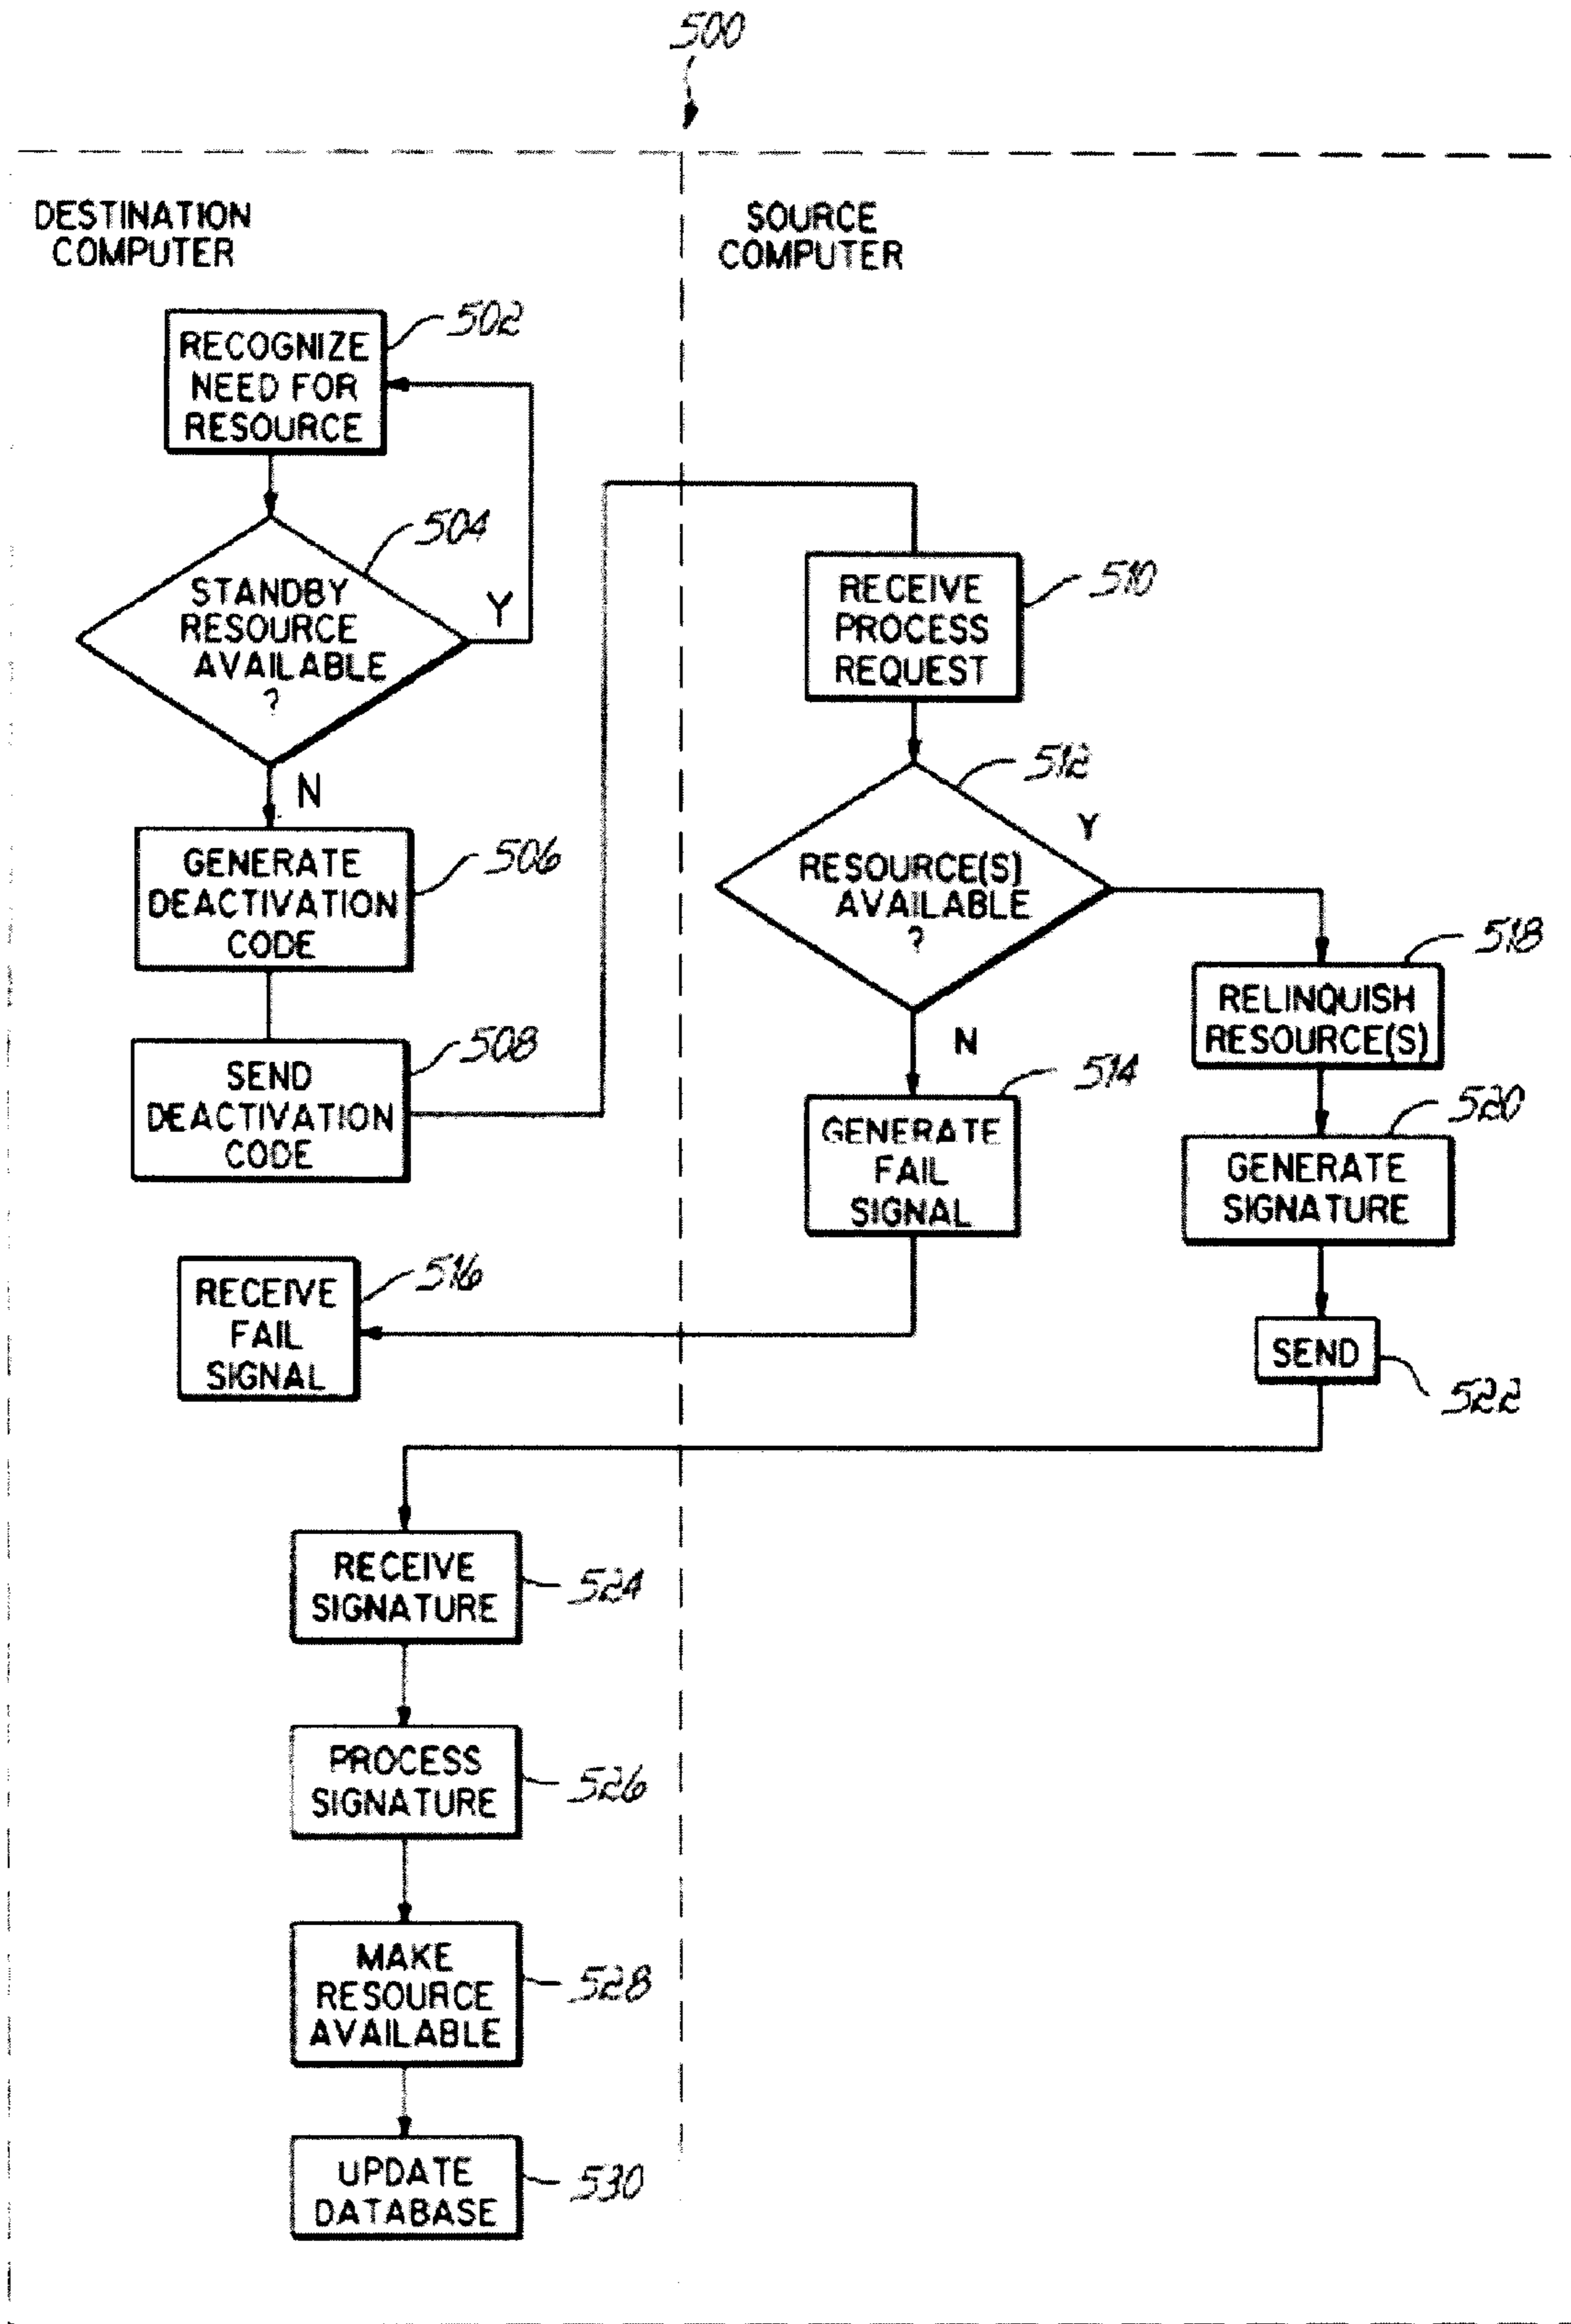 500
DESTINATION
COMPUTER
SOURCE
COMPUTER
RECOGNIZE
NEED FOR
RESOURCE
502
STANDBY
RESOURCE
AVAILABLE
?
504
Y
N
GENERATE
DEACTIVATION
CODE
506
SEND
DEACTIVATION
CODE
508
RECEIVE
PROCESS
REQUEST
510
RESOURCE(S)
AVAILABLE
?
512
Y
N
GENERATE
FAIL
SIGNAL
514
RECEIVE
FAIL
SIGNAL
516
RELINQUISH
RESOURCE(S)
518
GENERATE
SIGNATURE
520
SEND
522
RECEIVE
SIGNATURE
524
PROCESS
SIGNATURE
526
MAKE
RESOURCE
AVAILABLE
528
UPDATE
DATABASE
530